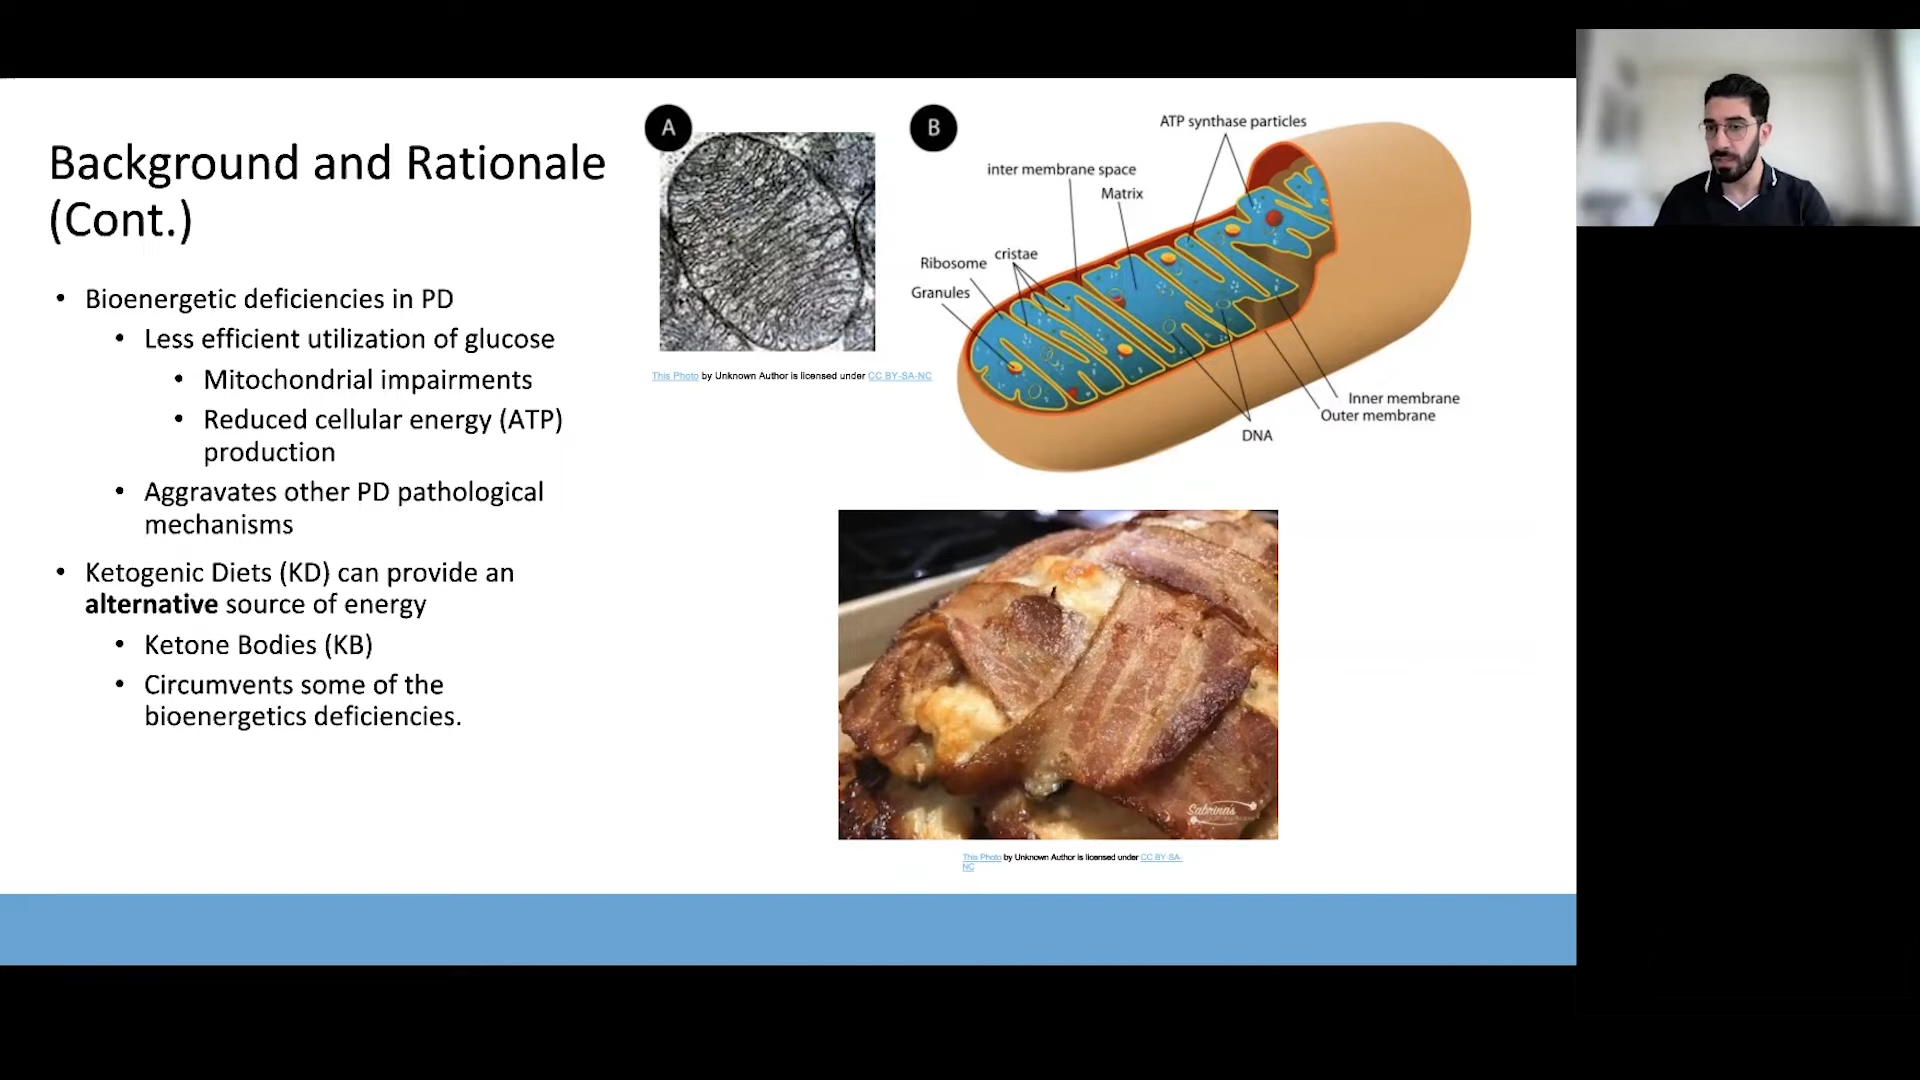 Background and Rationale
(Cont.)
• Bioenergetic deficiencies in PD
• Less efficient utilization of glucose
• Mitochondrial impairments
• Reduced cellular energy (ATP)
production
• Aggravates other PD pathological
mechanisms
• Ketogenic Diets (KD) can provide an
alternative source of energy
• Ketone Bodies (KB)
• Circumvents some of the
bioenergetics deficiencies.
A
This Photo by Unknown Author is licensed under CC BY-SA-NC
B
ATP synthase particles
inter membrane space
Matrix
cristae
Ribosome
Granules
Inner membrane
Outer membrane
DNA
Sabrina's
This Photo by Unknown Author is licensed under CC BY-SA-
NC